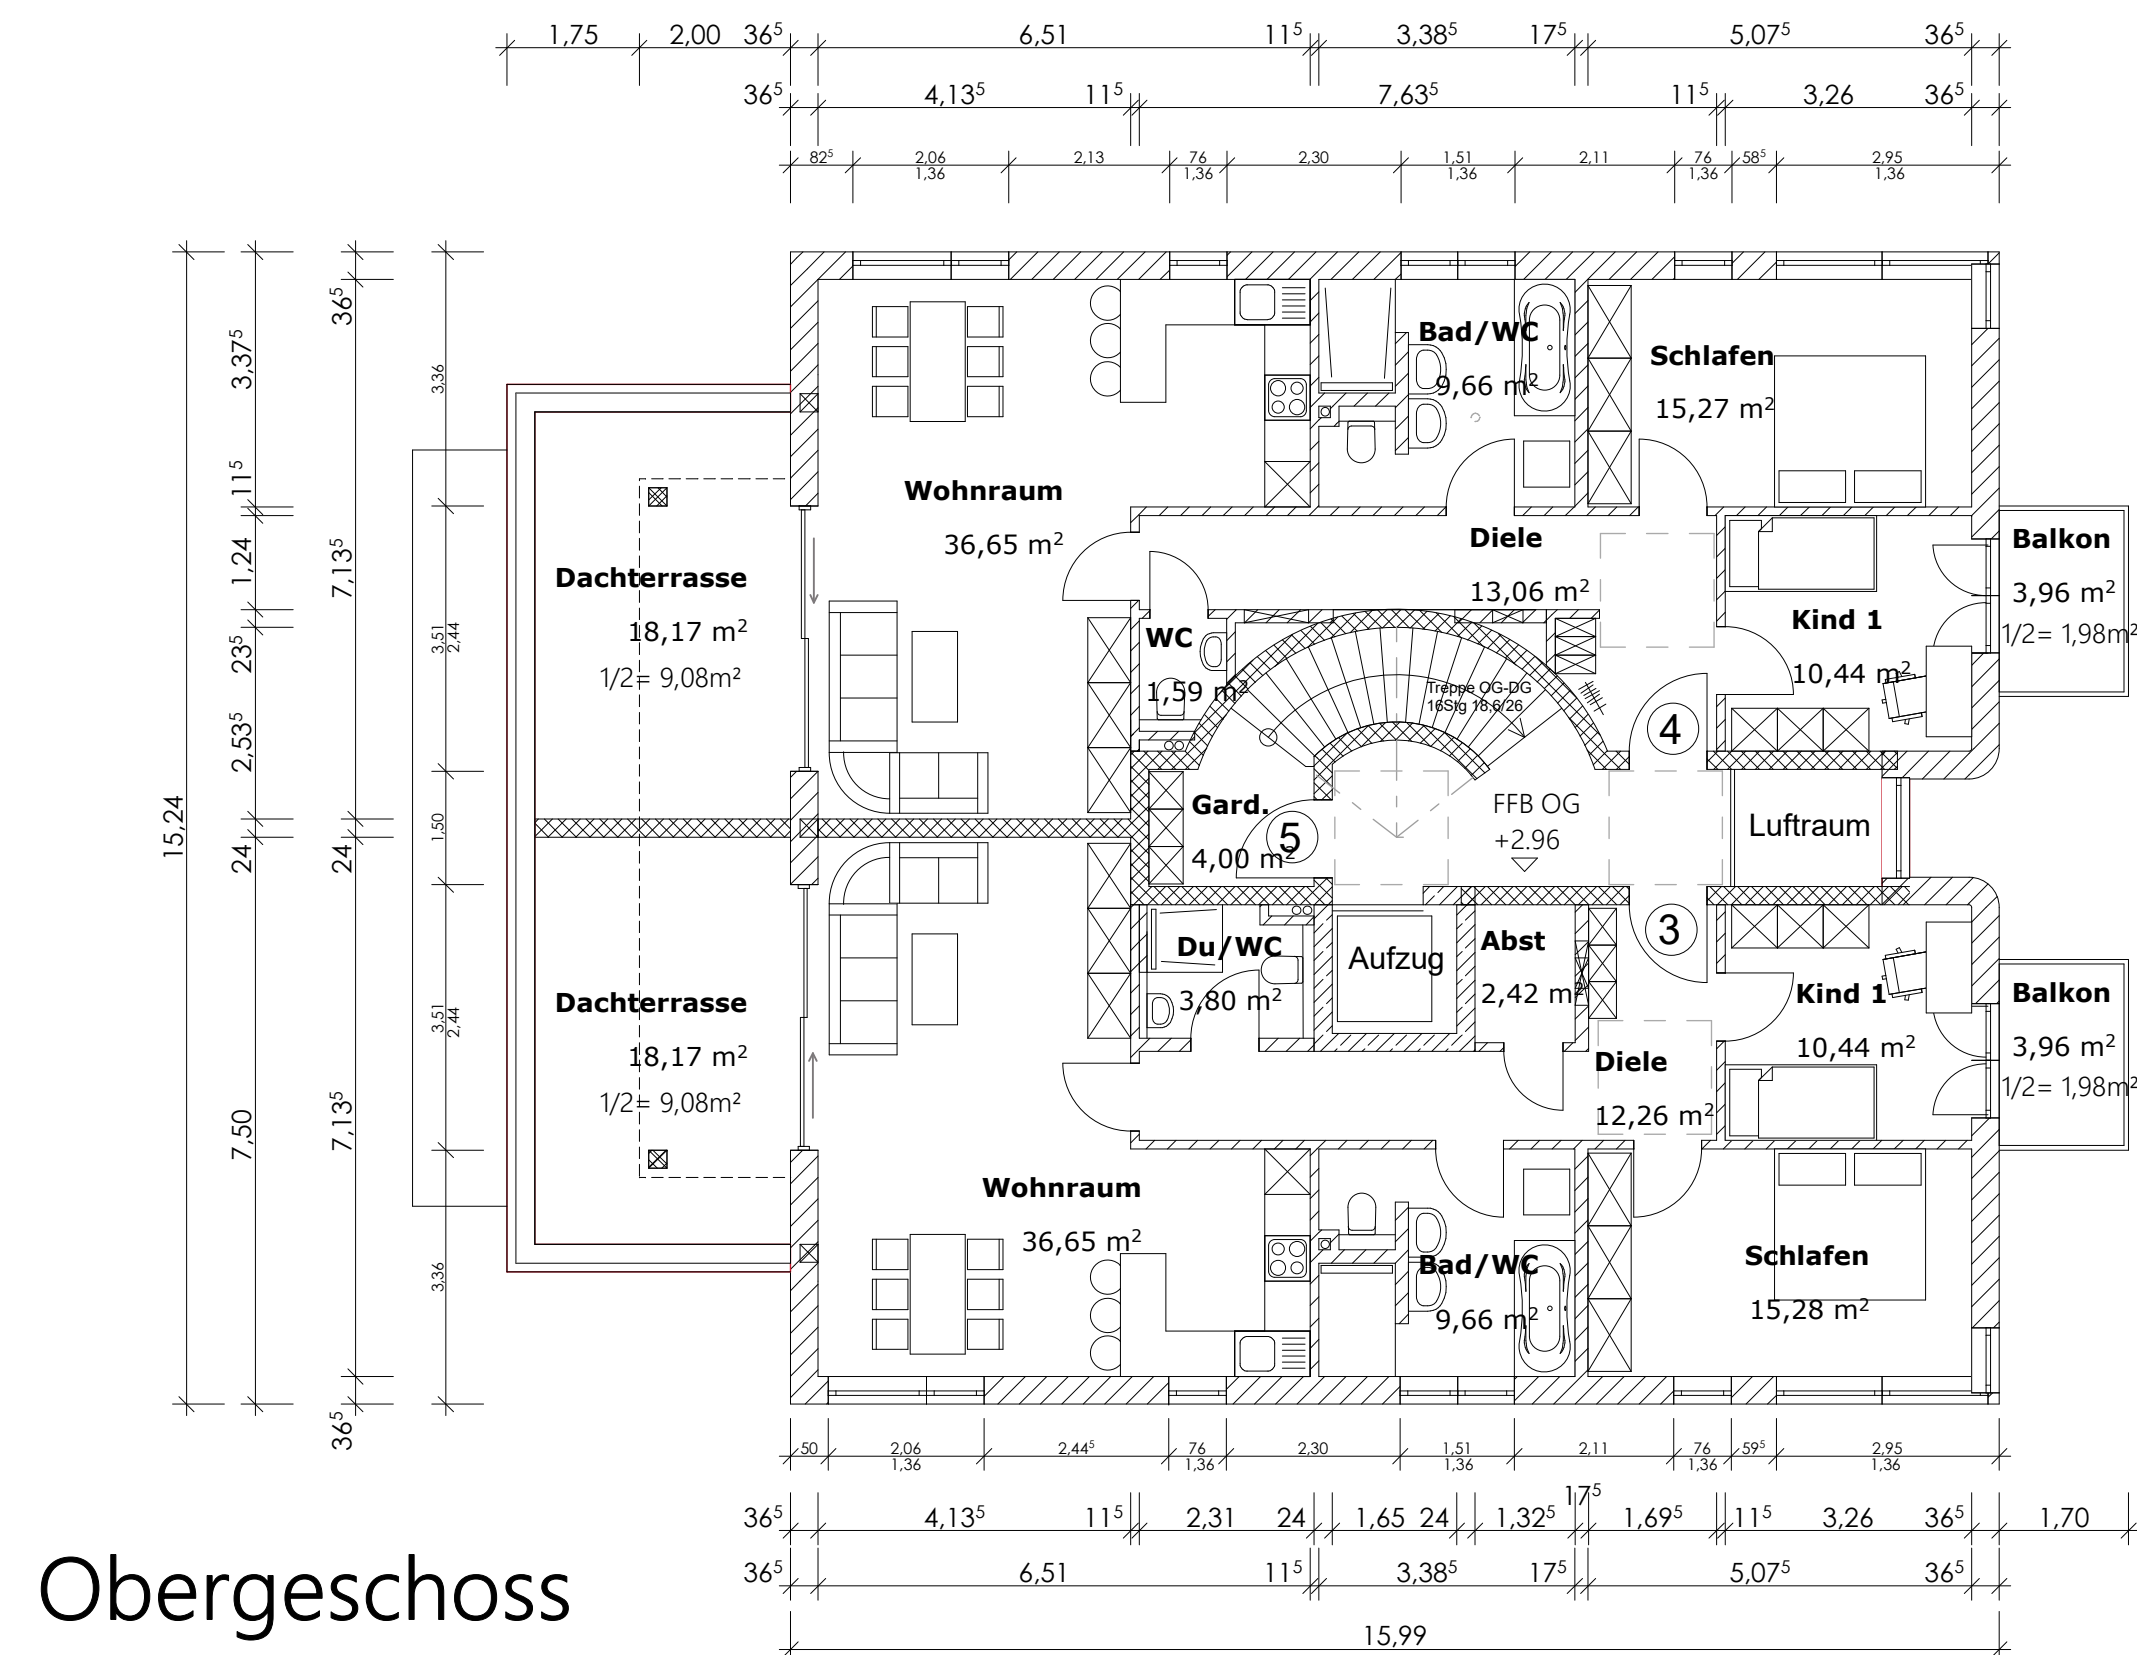 1,75 2,00 36⁵ 6,51 11⁵ 3,38⁵ 17⁵ 5,07⁵ 36⁵
36⁵ 4,13⁵ 11⁵ 7,63⁵ 11⁵ 3,26 36⁵
82⁵ 2,06 2,13 76 2,30 1,51 2,11 76 58⁵ 2,95
1,36 1,36 1,36 1,36 1,36
15,24
3,37⁵ 11⁵ 1,24 23⁵ 2,53⁵ 24 7,50
36⁵ 7,13⁵ 24 7,13⁵ 36⁵
3,36 3,51 1,50 3,51 3,36
2,44 2,44
Bad/WC
9,66 m²
Schlafen
15,27 m²
Wohnraum
36,65 m²
Diele
13,06 m²
Balkon
3,96 m²
1/2= 1,98m²
Dachterrasse
18,17 m²
1/2= 9,08m²
WC
1,59 m²
Kind 1
10,44 m²
Treppe OG-DG
16Stg 18,6/26
4
Gard.
4,00 m²
5
FFB OG
+2.96
Luftraum
3
Du/WC
3,80 m²
Aufzug
Abst
2,42 m²
Kind 1
10,44 m²
Balkon
3,96 m²
1/2= 1,98m²
Dachterrasse
18,17 m²
1/2= 9,08m²
Diele
12,26 m²
Wohnraum
36,65 m²
Bad/WC
9,66 m²
Schlafen
15,28 m²
50 2,06 2,44⁵ 76 2,30 1,51 2,11 76 59⁵ 2,95
1,36 1,36 1,36 1,36 1,36
17⁵
36⁵ 4,13⁵ 11⁵ 2,31 24 1,65 24 1,32⁵ 1,69⁵ 11⁵ 3,26 36⁵ 1,70
36⁵ 6,51 11⁵ 3,38⁵ 17⁵ 5,07⁵ 36⁵
15,99
Obergeschoss